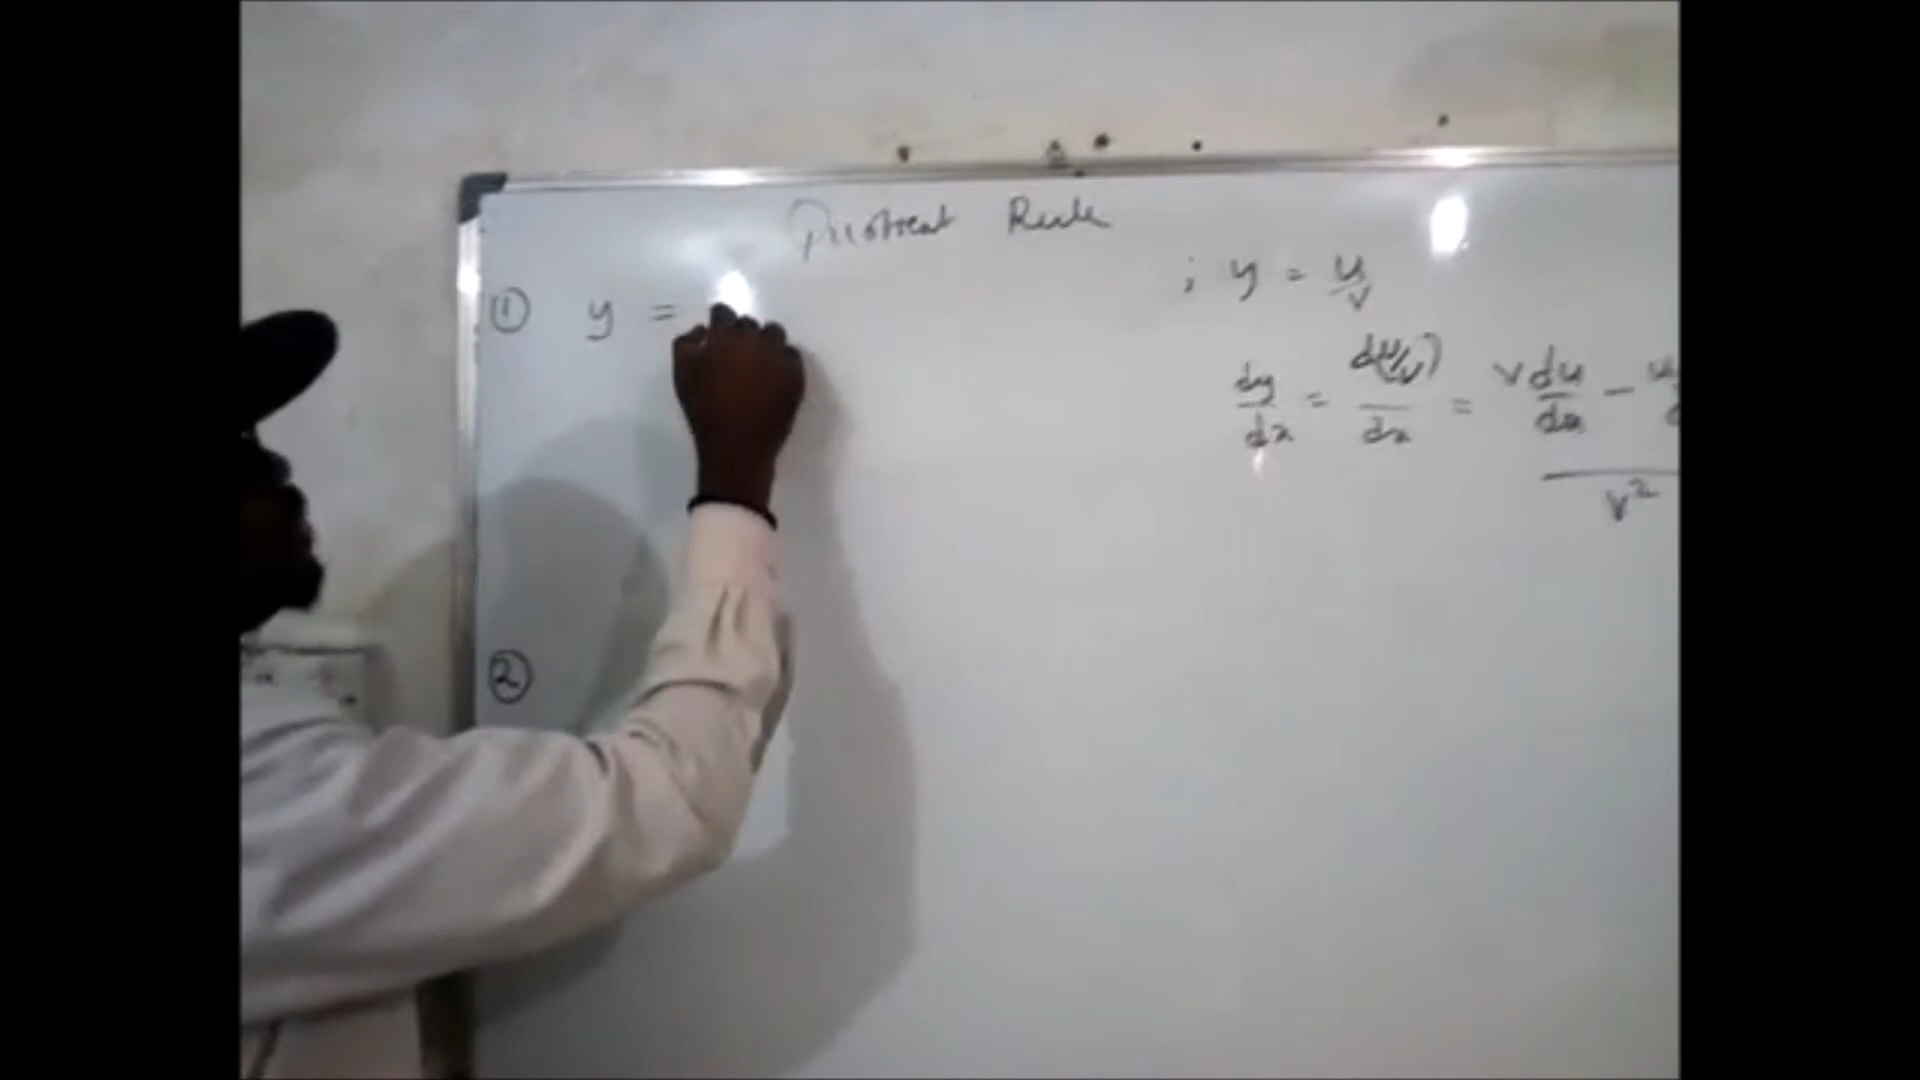 Quotient Rule
① y =
; y = u/v
dy/dx = d(u/v)/dx = v du/dx - u
v²
②